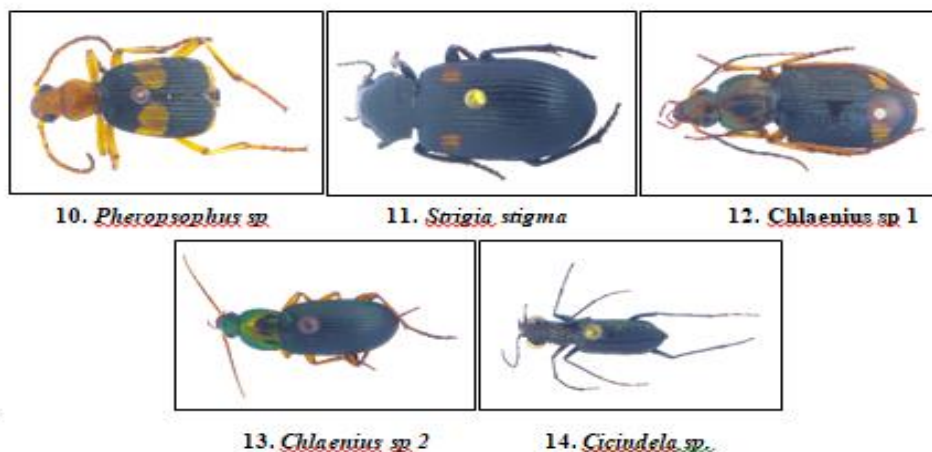 10. Pheropsophus sp
11. Strigia stigma
12. Chlaenius sp 1
13. Chlaenius sp 2
14. Cicindela sp.